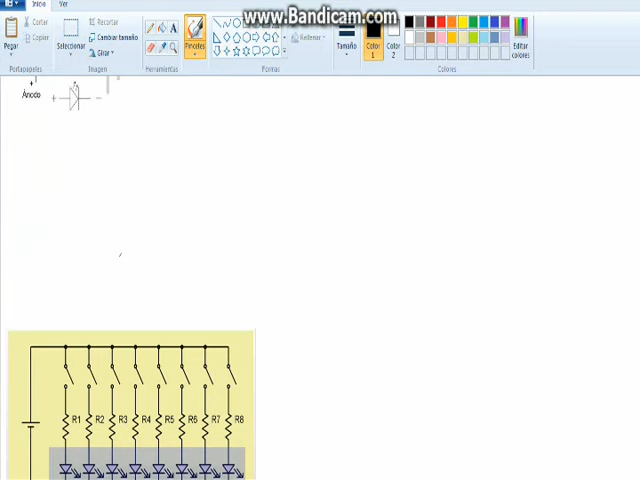 www.Bandicam.com
Inicio Ver
Pegar
Seleccionar
Recortar
Cambiar tamaño
Girar
Cortar
Copiar
Pinceles
Rellenar
Tamaño
Color 1
Color 2
Editar colores
Portapapeles Imagen Herramientas Formas Colores
+
Ánodo
+ −
R1 R2 R3 R4 R5 R6 R7 R8